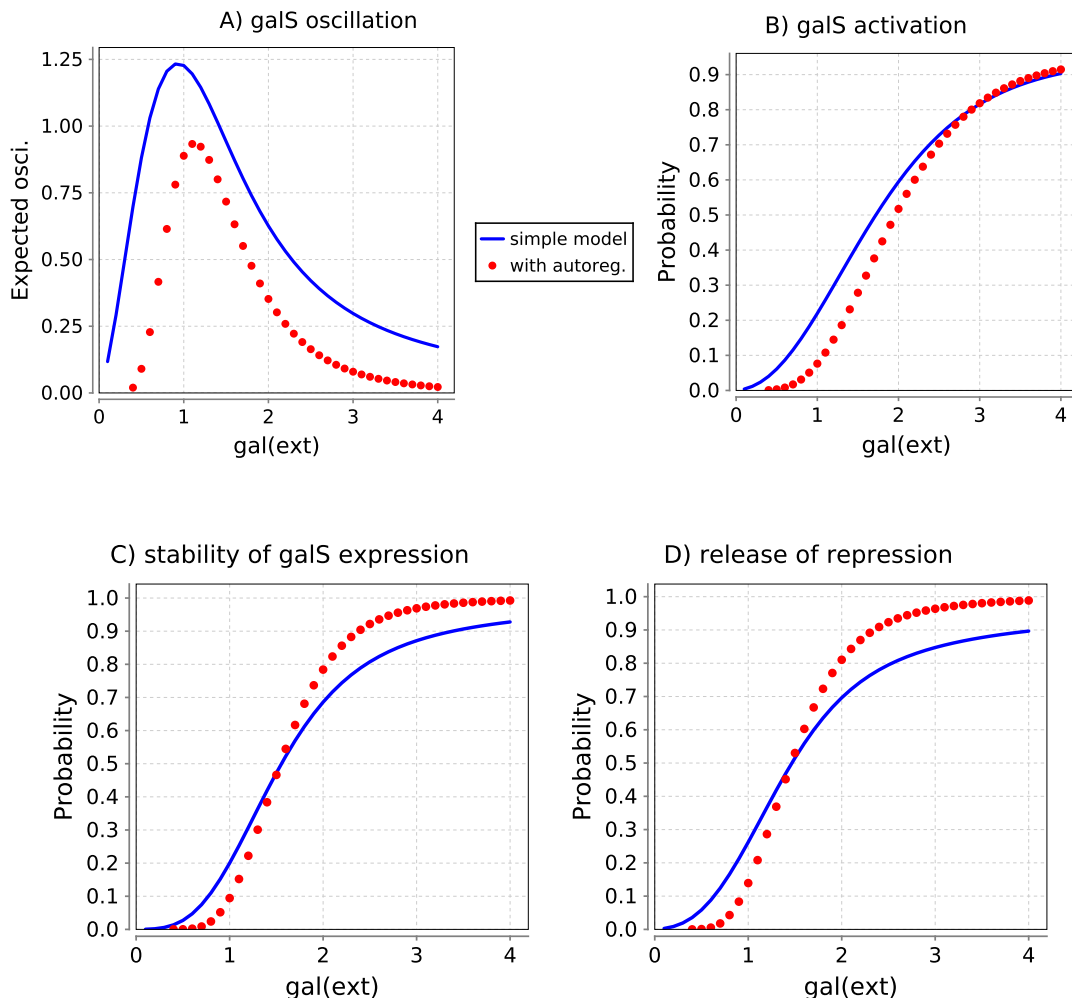 A) galS oscillation
Expected osci.
1.25
1.00
0.75
0.50
0.25
0.00
0 1 2 3 4
gal(ext)
simple model
with autoreg.
B) galS activation
Probability
0.9
0.8
0.7
0.6
0.5
0.4
0.3
0.2
0.1
0.0
0 1 2 3 4
gal(ext)
C) stability of galS expression
Probability
1.0
0.9
0.8
0.7
0.6
0.5
0.4
0.3
0.2
0.1
0.0
0 1 2 3 4
gal(ext)
D) release of repression
Probability
1.0
0.9
0.8
0.7
0.6
0.5
0.4
0.3
0.2
0.1
0.0
0 1 2 3 4
gal(ext)